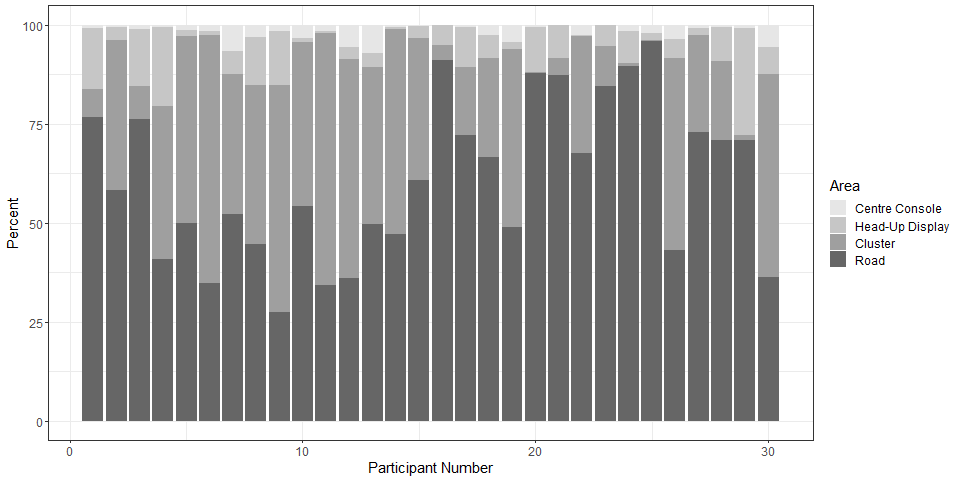 100
75
50
25
0
Percent
0
10
20
30
Participant Number
Area
Centre Console
Head-Up Display
Cluster
Road